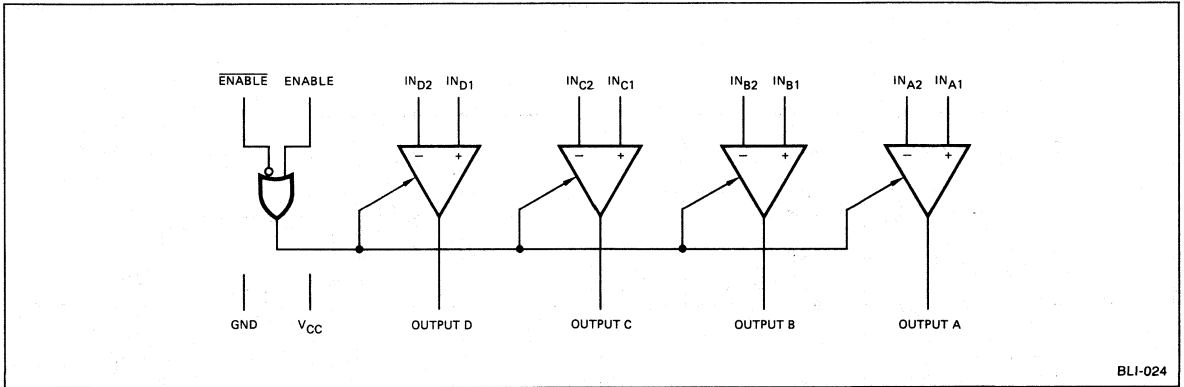 ENABLE ENABLE IND2 IND1 INC2 INC1 INB2 INB1 INA2 INA1
− + − + − + − +
GND VCC OUTPUT D OUTPUT C OUTPUT B OUTPUT A
BLI-024